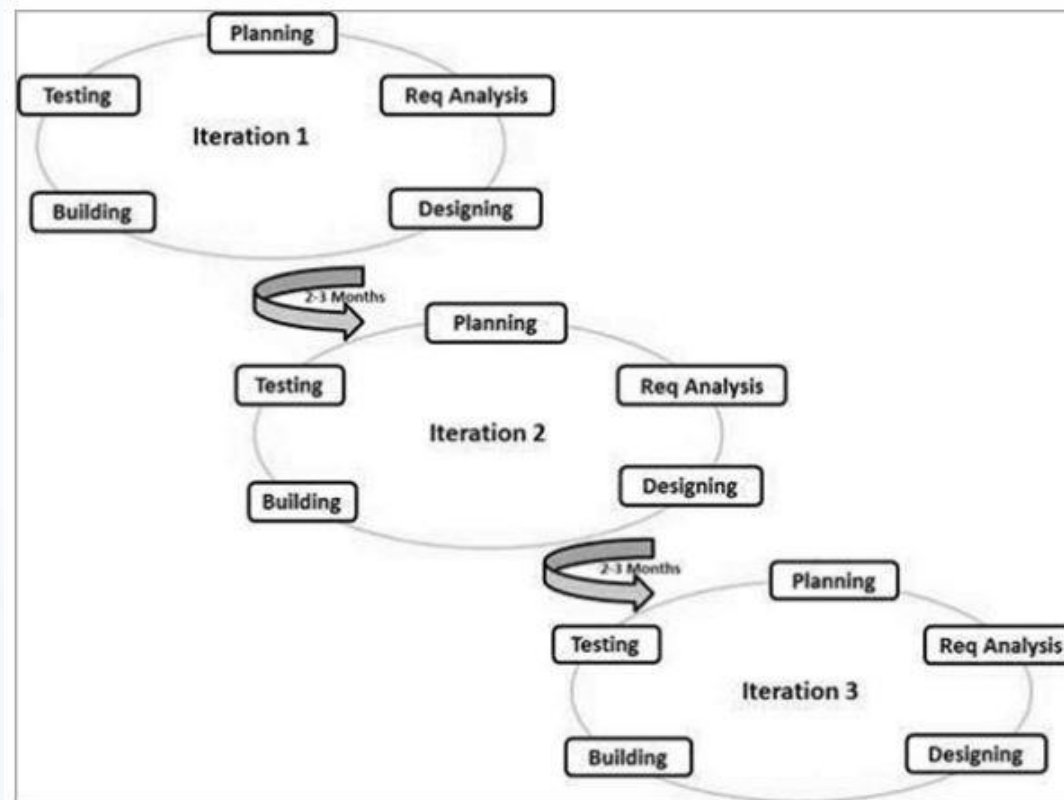 Planning
Testing
Req Analysis
Iteration 1
Building
Designing
2-3 Months
Planning
Testing
Req Analysis
Iteration 2
Building
Designing
2-3 Months
Planning
Testing
Req Analysis
Iteration 3
Building
Designing